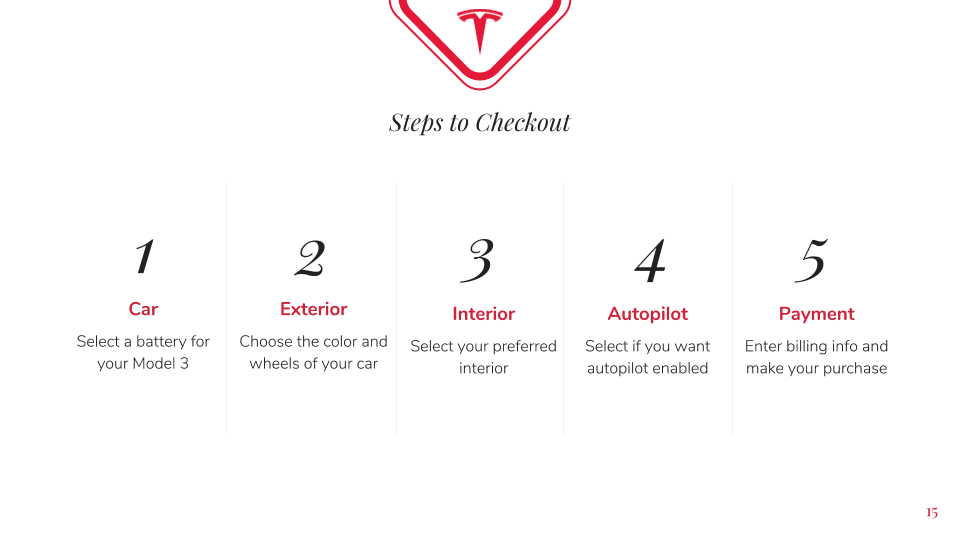 Steps to Checkout
1
Car
Select a battery for
your Model 3
2
Exterior
Choose the color and
wheels of your car
3
Interior
Select your preferred
interior
4
Autopilot
Select if you want
autopilot enabled
5
Payment
Enter billing info and
make your purchase
15